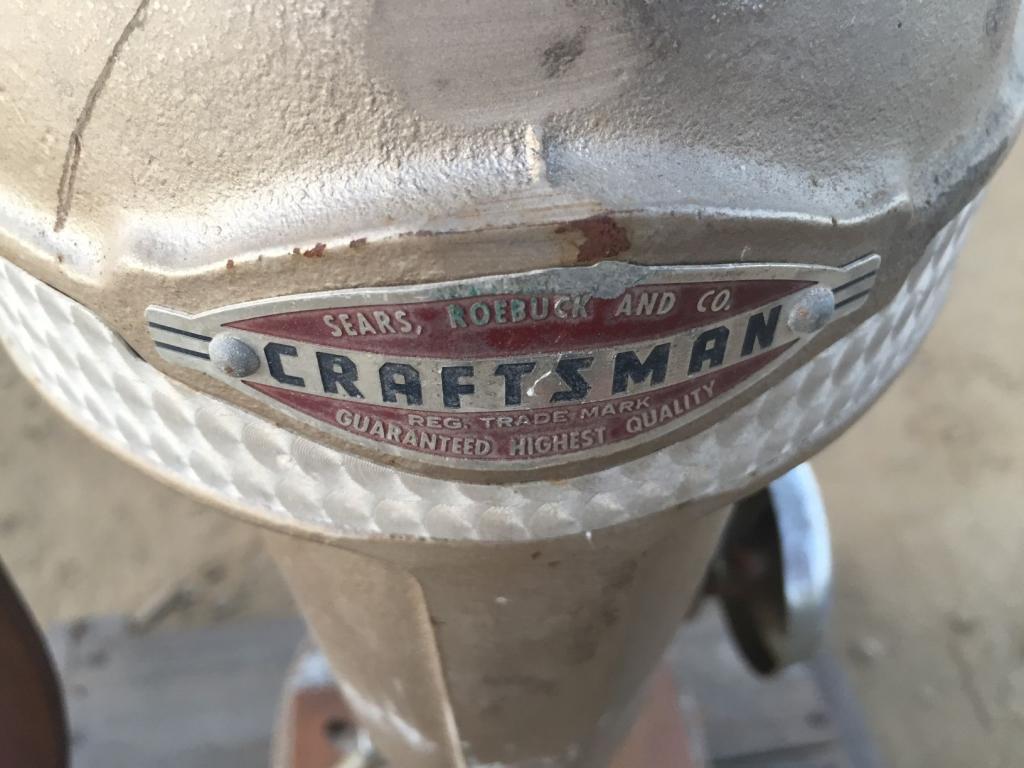 SEARS, ROEBUCK AND CO.
CRAFTSMAN
REG. TRADE MARK
GUARANTEED HIGHEST QUALITY